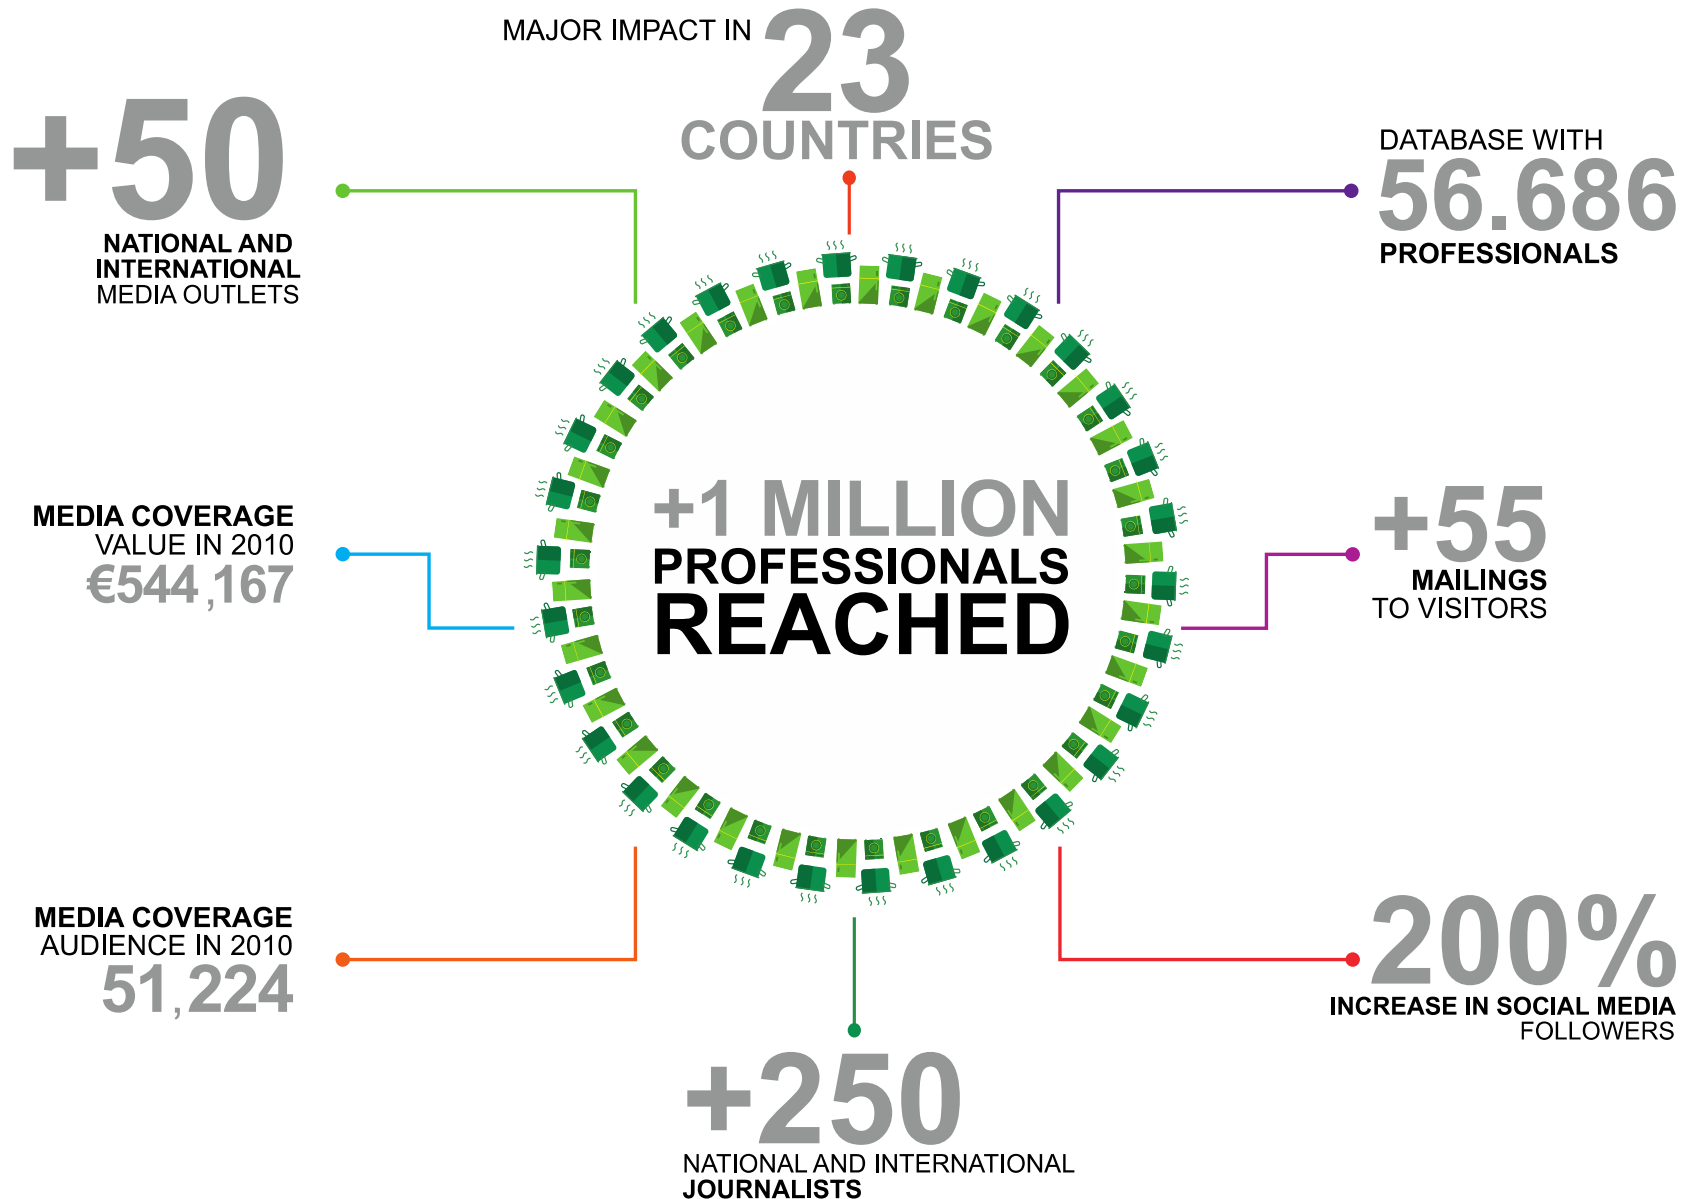 MAJOR IMPACT IN 23
COUNTRIES
+50
NATIONAL AND
INTERNATIONAL
MEDIA OUTLETS
DATABASE WITH
56.686
PROFESSIONALS
+1 MILLION
PROFESSIONALS
REACHED
MEDIA COVERAGE
VALUE IN 2010
€544,167
+55
MAILINGS
TO VISITORS
MEDIA COVERAGE
AUDIENCE IN 2010
51,224
200%
INCREASE IN SOCIAL MEDIA
FOLLOWERS
+250
NATIONAL AND INTERNATIONAL
JOURNALISTS